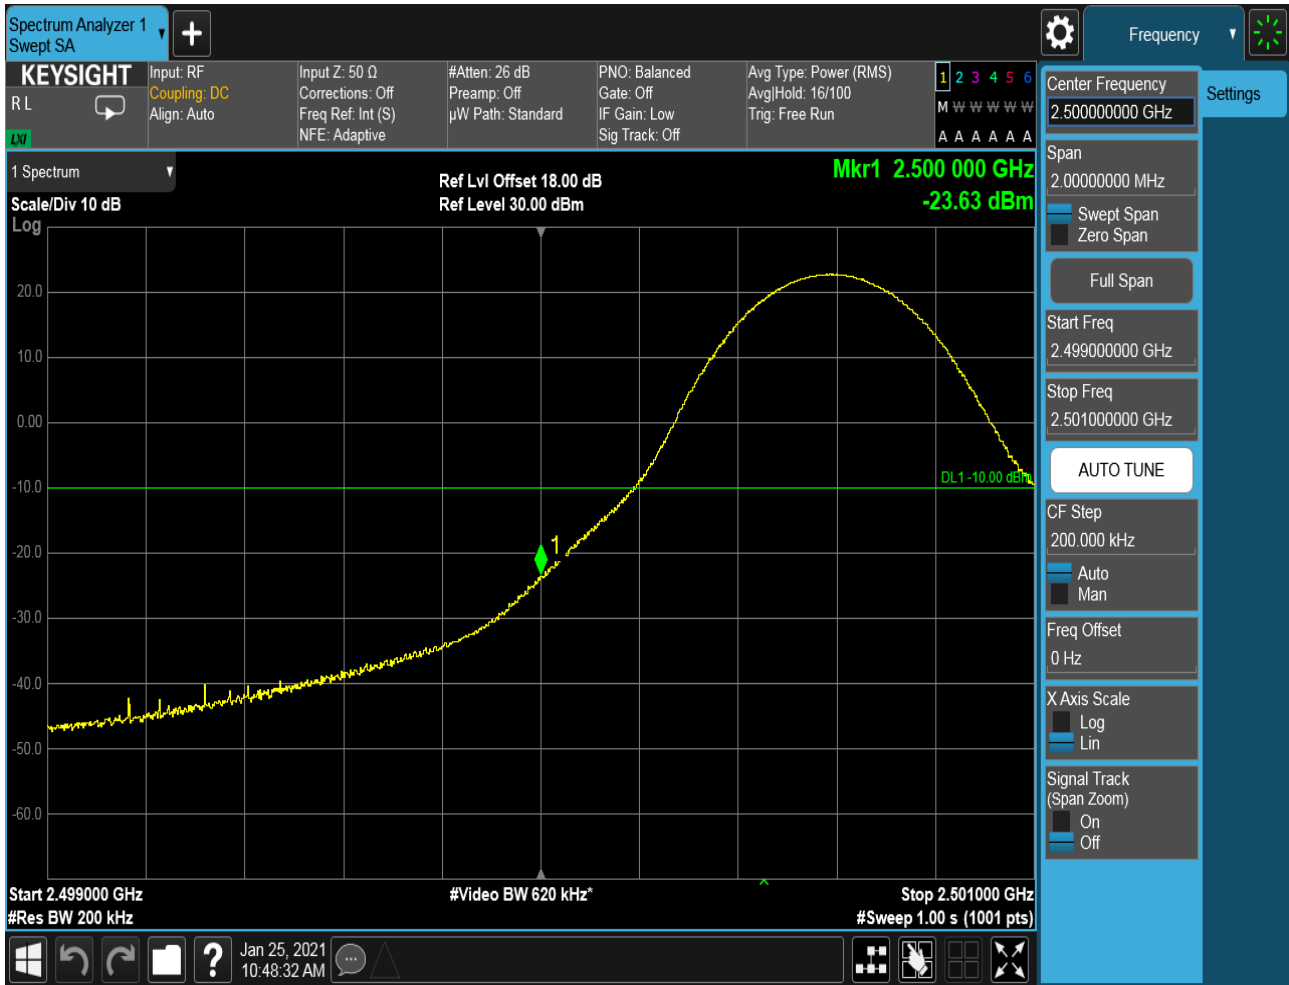 Spectrum Analyzer 1
Swept SA
Frequency
KEYSIGHT
R L
LXI
Input: RF
Coupling: DC
Align: Auto
Input Z: 50 Ω
Corrections: Off
Freq Ref: Int (S)
NFE: Adaptive
#Atten: 26 dB
Preamp: Off
µW Path: Standard
PNO: Balanced
Gate: Off
IF Gain: Low
Sig Track: Off
Avg Type: Power (RMS)
Avg|Hold: 16/100
Trig: Free Run
1 2 3 4 5 6
M W W W W W
A A A A A A
1 Spectrum
Scale/Div 10 dB
Log
Ref Lvl Offset 18.00 dB
Ref Level 30.00 dBm
Mkr1 2.500 000 GHz
-23.63 dBm
20.0
10.0
0.00
-10.0
-20.0
-30.0
-40.0
-50.0
-60.0
DL1 -10.00 dBm
1
Start 2.499000 GHz
#Res BW 200 kHz
#Video BW 620 kHz*
Stop 2.501000 GHz
#Sweep 1.00 s (1001 pts)
?
Jan 25, 2021
10:48:32 AM
Center Frequency
2.500000000 GHz
Settings
Span
2.00000000 MHz
Swept Span
Zero Span
Full Span
Start Freq
2.499000000 GHz
Stop Freq
2.501000000 GHz
AUTO TUNE
CF Step
200.000 kHz
Auto
Man
Freq Offset
0 Hz
X Axis Scale
Log
Lin
Signal Track
(Span Zoom)
On
Off